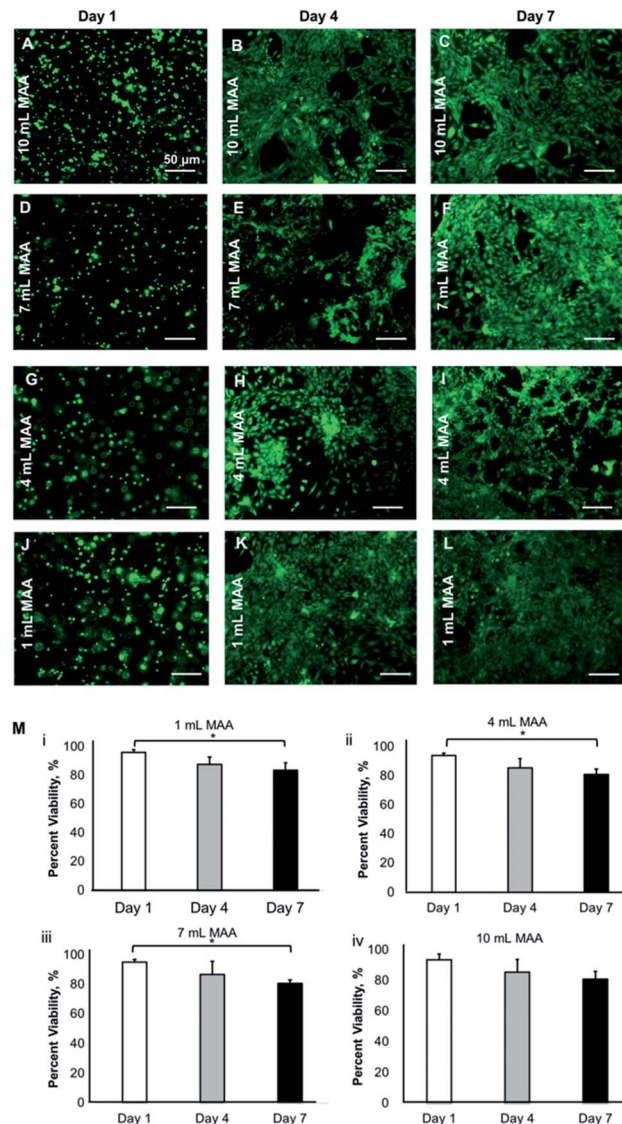 Day 1 Day 4 Day 7
A 10 mL MAA 50 µm
B 10 mL MAA
C 10 mL MAA
D 7 mL MAA
E 7 mL MAA
F 7 mL MAA
G 4 mL MAA
H 4 mL MAA
I 4 mL MAA
J 1 mL MAA
K 1 mL MAA
L 1 mL MAA
M
i
1 mL MAA
*
Percent Viability, %
100
80
60
40
20
0
Day 1 Day 4 Day 7
ii
4 mL MAA
*
Percent Viability, %
100
80
60
40
20
0
Day 1 Day 4 Day 7
iii
7 mL MAA
*
Percent Viability, %
100
80
60
40
20
0
Day 1 Day 4 Day 7
iv
10 mL MAA
Percent Viability, %
100
80
60
40
20
0
Day 1 Day 4 Day 7